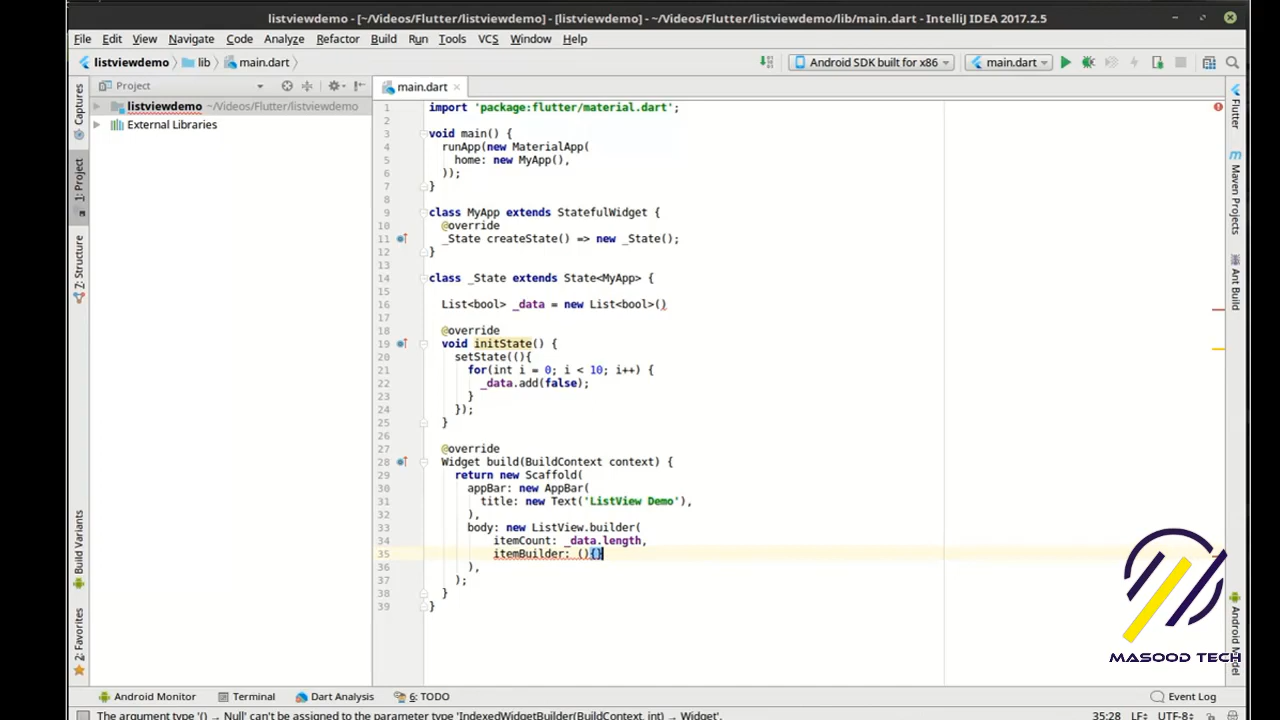 listviewdemo - [~/Videos/Flutter/listviewdemo] - [listviewdemo] - ~/Videos/Flutter/listviewdemo/lib/main.dart - IntelliJ IDEA 2017.2.5
File Edit View Navigate Code Analyze Refactor Build Run Tools VCS Window Help
listviewdemo lib main.dart Android SDK built for x86 main.dart
Project main.dart
listviewdemo ~/Videos/Flutter/listviewdemo
External Libraries
Captures
1: Project
Z: Structure
Build Variants
2: Favorites
1 import 'package:flutter/material.dart';
2
3 void main() {
4 runApp(new MaterialApp(
5 home: new MyApp(),
6 ));
7 }
8
9 class MyApp extends StatefulWidget {
10 @override
11 _State createState() => new _State();
12 }
13
14 class _State extends State<MyApp> {
15
16 List<bool> _data = new List<bool>()
17
18 @override
19 void initState() {
20 setState((){
21 for(int i = 0; i < 10; i++) {
22 _data.add(false);
23 }
24 });
25 }
26
27 @override
28 Widget build(BuildContext context) {
29 return new Scaffold(
30 appBar: new AppBar(
31 title: new Text('ListView Demo'),
32 ),
33 body: new ListView.builder(
34 itemCount: _data.length,
35 itemBuilder: (){}
36 ),
37 );
38 }
39 }
Flutter
Maven Projects
Ant Build
Android Model
MASOOD TECH
Android Monitor Terminal Dart Analysis 6: TODO Event Log
The argument type '() → Null' can't be assigned to the parameter type 'IndexedWidgetBuilder(BuildContext, int) → Widget'. 35:28 LF÷ UTF-8÷